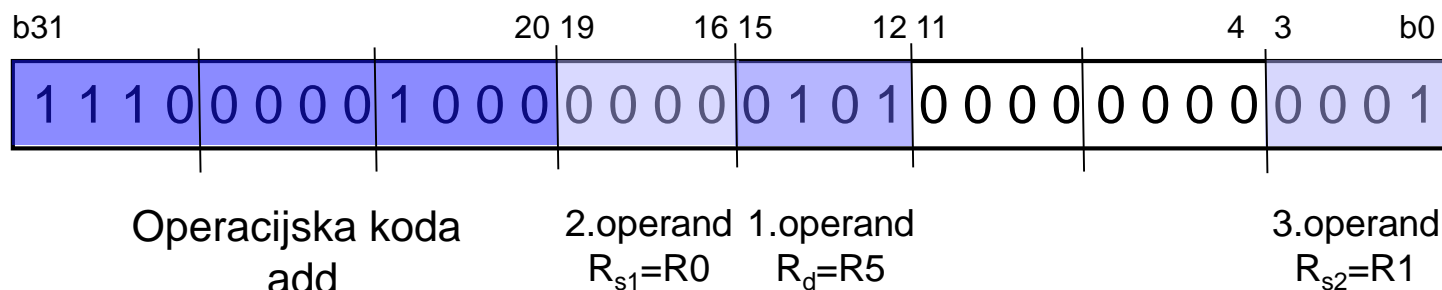 b31 20 19 16 15 12 11 4 3 b0
1 1 1 0 0 0 0 0 1 0 0 0 0 0 0 0 0 1 0 1 0 0 0 0 0 0 0 0 0 0 0 1
Operacijska koda 2.operand 1.operand 3.operand
add Rs1=R0 Rd=R5 Rs2=R1